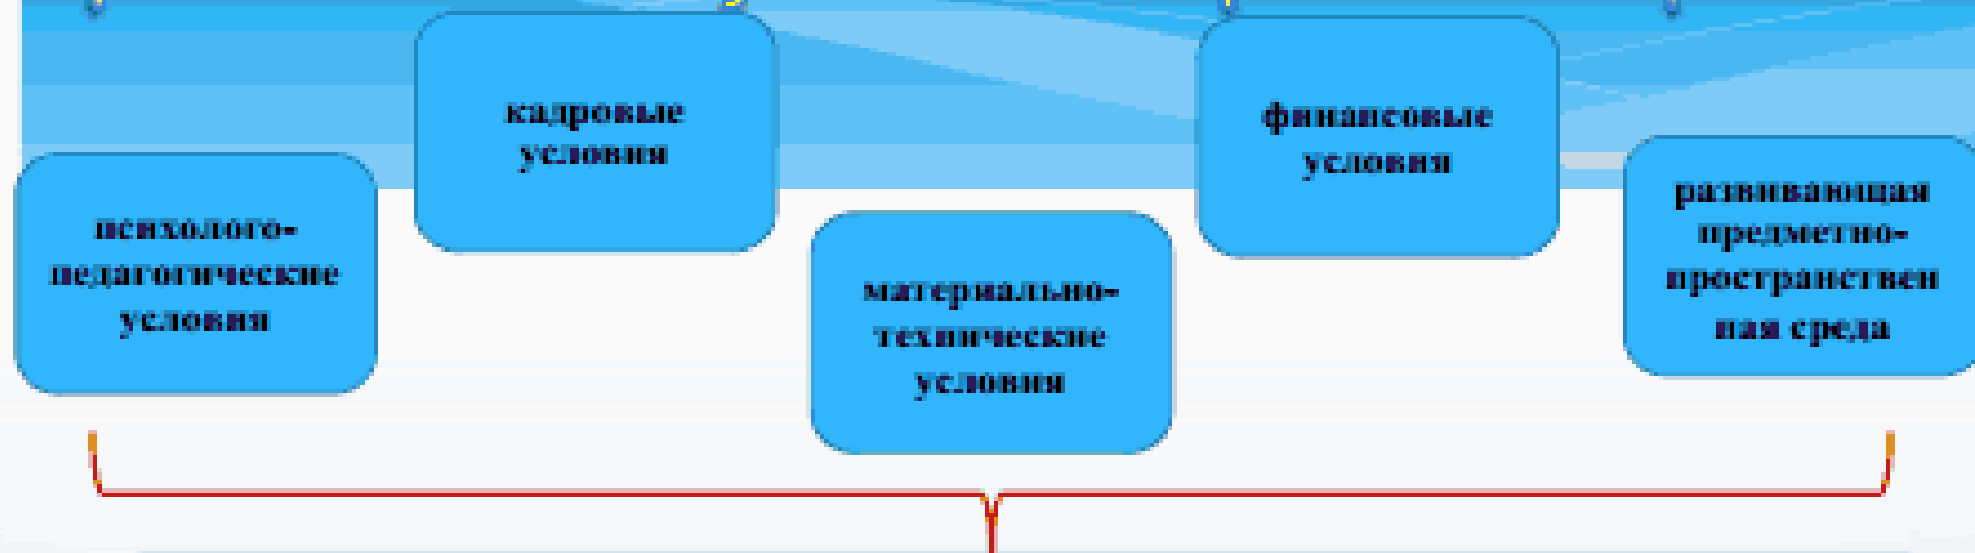 кадровые
условия
финансовые
условия
психолого-
педагогические
условия
материально-
технические
условия
развивающая
предметно-
пространствен
ная среда